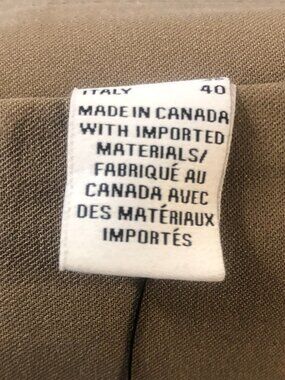 ITALY 40
MADE IN CANADA
WITH IMPORTED
MATERIALS/
FABRIQUÉ AU
CANADA AVEC
DES MATÉRIAUX
IMPORTÉS